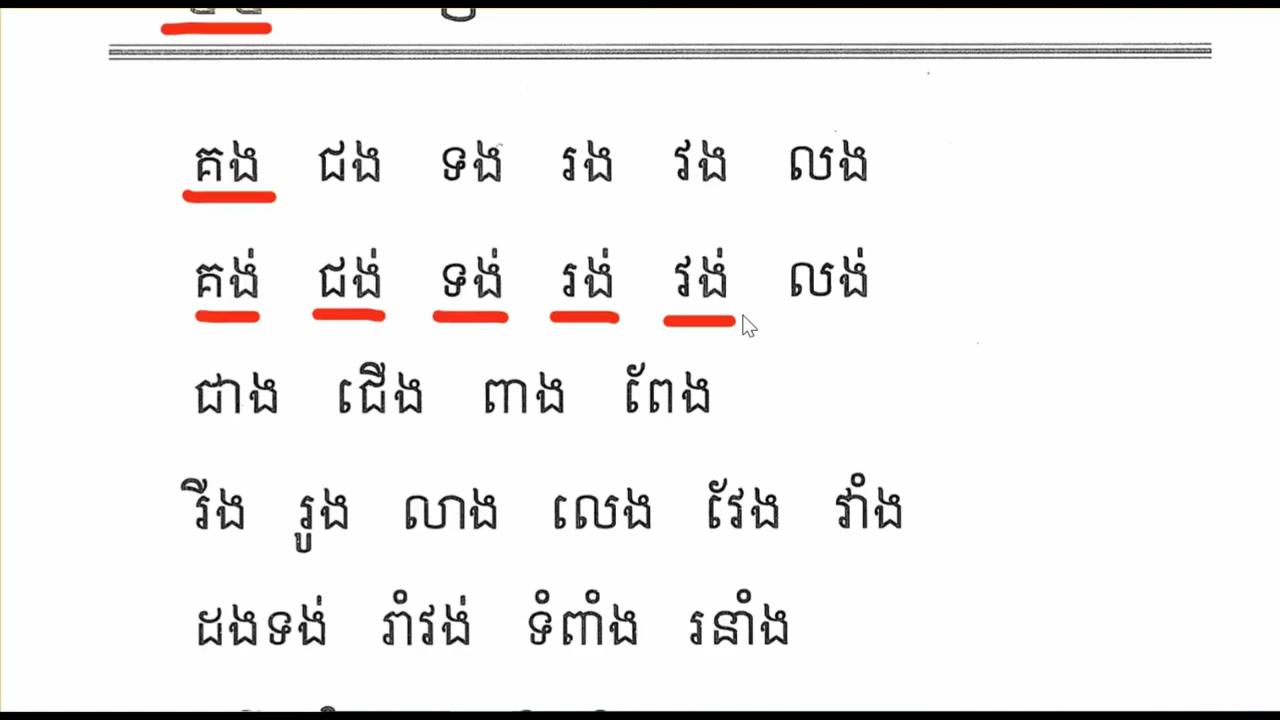 គង ជង ទង រង វង លង
គង់ ជង់ ទង់ រង់ វង់ លង់
ជាង ជើង ពាង ពែង
រីង រូង លាង លេង វែង វាំង
ដងទង់ រាំវង់ ទំពាំង រនាំង